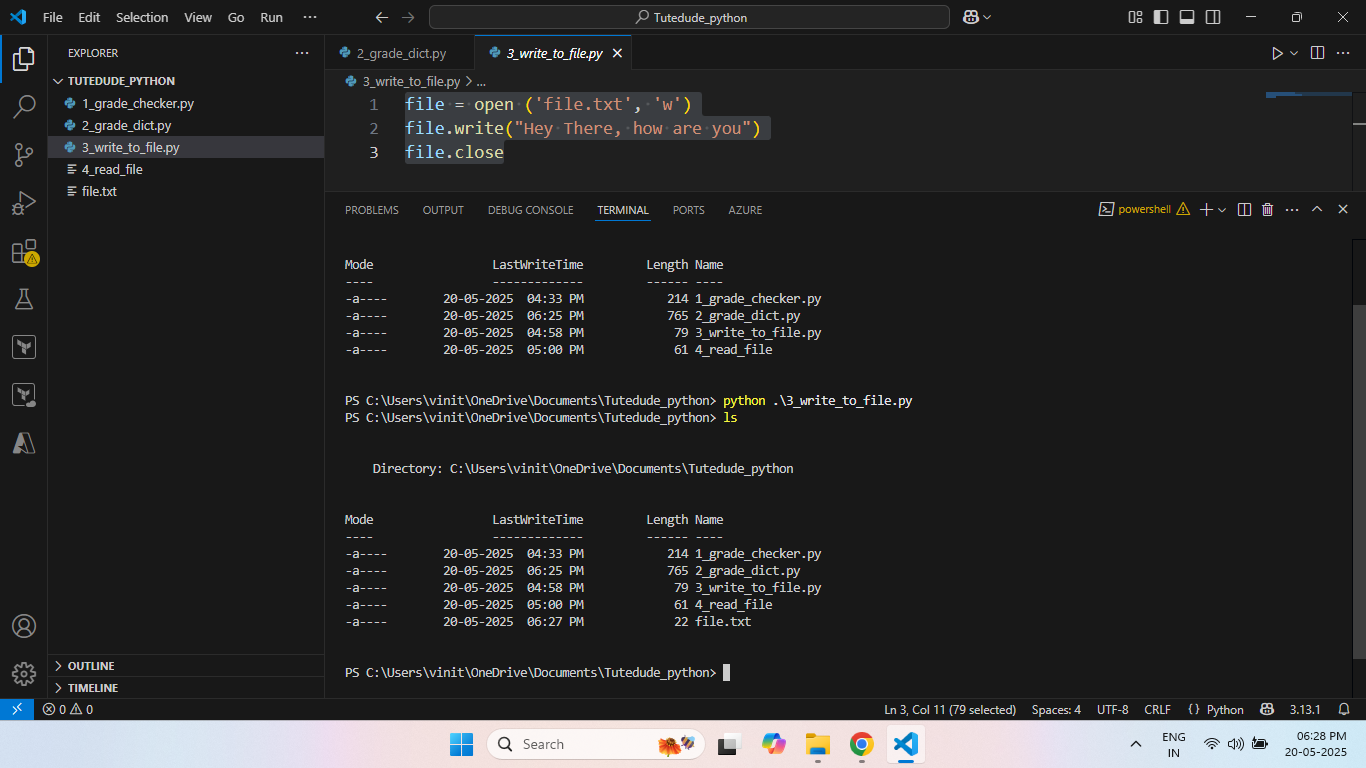 File Edit Selection View Go Run ··· Tutedude_python
EXPLORER ···
TUTEDUDE_PYTHON
1_grade_checker.py
2_grade_dict.py
3_write_to_file.py
4_read_file
file.txt
OUTLINE
TIMELINE
2_grade_dict.py 3_write_to_file.py
3_write_to_file.py > ...
1 file = open ('file.txt', 'w')
2 file.write("Hey There, how are you")
3 file.close
PROBLEMS OUTPUT DEBUG CONSOLE TERMINAL PORTS AZURE powershell
Mode LastWriteTime Length Name
---- ------------- ------ ----
-a---- 20-05-2025 04:33 PM 214 1_grade_checker.py
-a---- 20-05-2025 06:25 PM 765 2_grade_dict.py
-a---- 20-05-2025 04:58 PM 79 3_write_to_file.py
-a---- 20-05-2025 05:00 PM 61 4_read_file
PS C:\Users\vinit\OneDrive\Documents\Tutedude_python> python .\3_write_to_file.py
PS C:\Users\vinit\OneDrive\Documents\Tutedude_python> ls
Directory: C:\Users\vinit\OneDrive\Documents\Tutedude_python
Mode LastWriteTime Length Name
---- ------------- ------ ----
-a---- 20-05-2025 04:33 PM 214 1_grade_checker.py
-a---- 20-05-2025 06:25 PM 765 2_grade_dict.py
-a---- 20-05-2025 04:58 PM 79 3_write_to_file.py
-a---- 20-05-2025 05:00 PM 61 4_read_file
-a---- 20-05-2025 06:27 PM 22 file.txt
PS C:\Users\vinit\OneDrive\Documents\Tutedude_python>
0 0 Ln 3, Col 11 (79 selected) Spaces: 4 UTF-8 CRLF {} Python 3.13.1
Search
ENG
IN
06:28 PM
20-05-2025